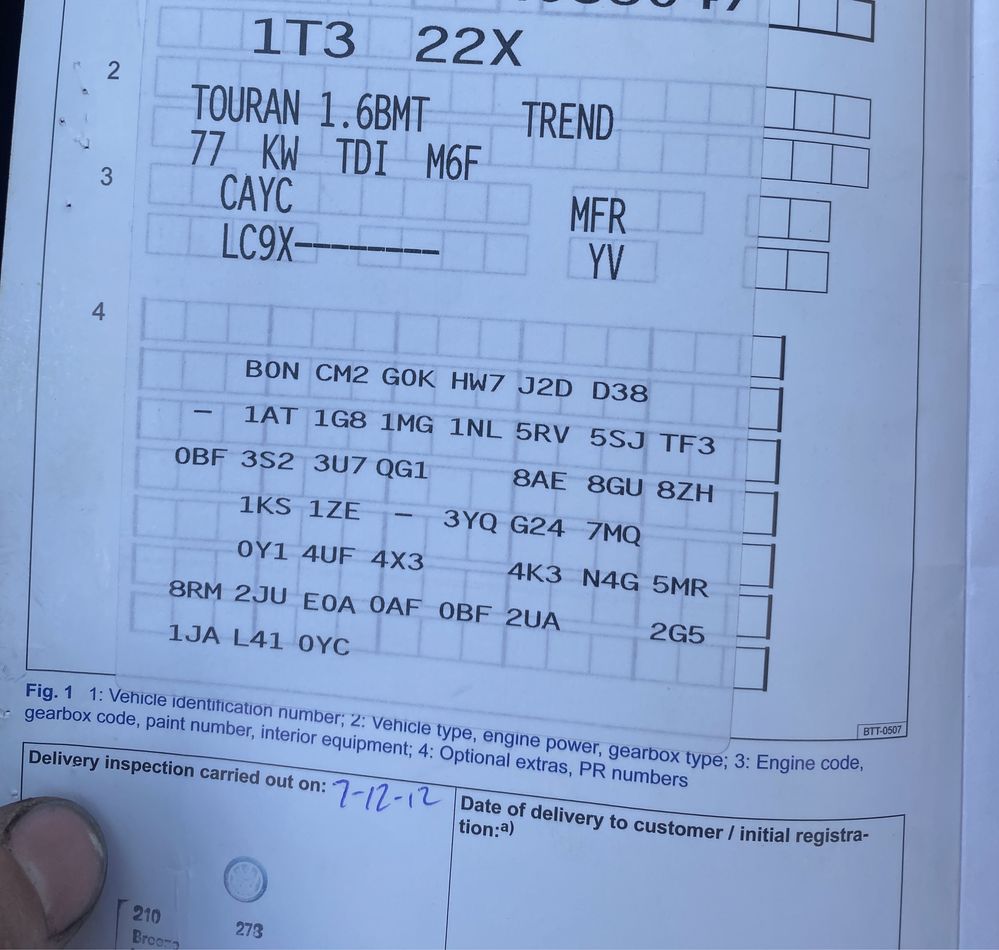 1T3 22X
2
TOURAN 1.6BMT TREND
77 KW TDI M6F
3
CAYC MFR
LC9X-------- YV
4
B0N CM2 G0K HW7 J2D D38
- 1AT 1G8 1MG 1NL 5RV 5SJ TF3
0BF 3S2 3U7 QG1 8AE 8GU 8ZH
1KS 1ZE - 3YQ G24 7MQ
0Y1 4UF 4X3 4K3 N4G 5MR
8RM 2JU E0A 0AF 0BF 2UA 2G5
1JA L41 0YC
BTT-0507
Fig. 1 1: Vehicle identification number; 2: Vehicle type, engine power, gearbox type; 3: Engine code,
gearbox code, paint number, interior equipment; 4: Optional extras, PR numbers
Delivery inspection carried out on: 7-12-12
Date of delivery to customer / initial registra-
tion:a)
210
273